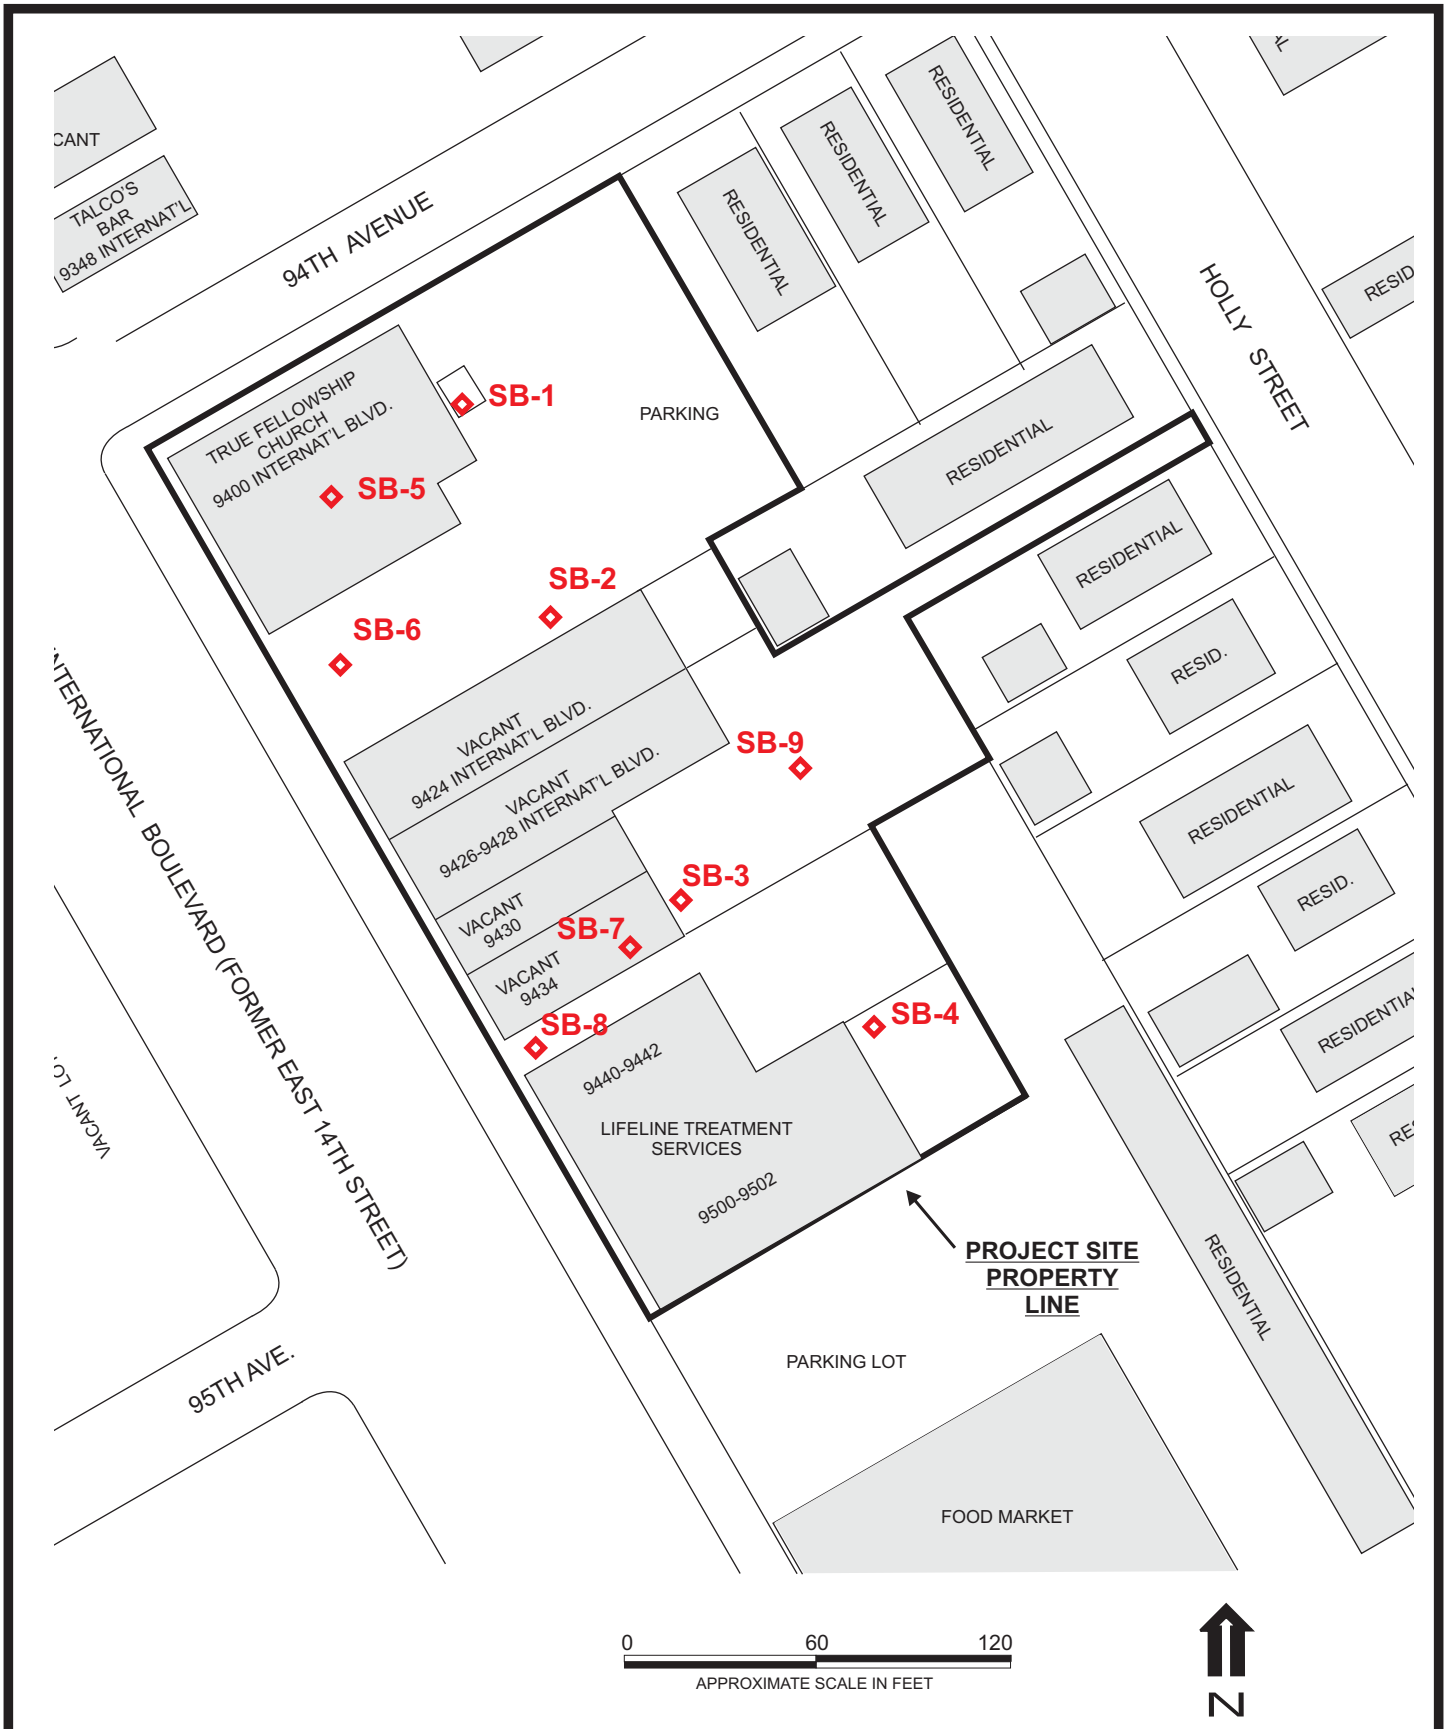 CANT
TALCO'S
BAR
9348 INTERNAT'L
94TH AVENUE
RESIDENTIAL
RESIDENTIAL
RESIDENTIAL
AL
RESID
HOLLY STREET
TRUE FELLOWSHIP
CHURCH
9400 INTERNAT'L BLVD.
SB-1
PARKING
SB-5
RESIDENTIAL
RESIDENTIAL
SB-2
SB-6
RESID.
VACANT
9424 INTERNAT'L BLVD.
VACANT
9426-9428 INTERNAT'L BLVD.
SB-9
RESIDENTIAL
SB-3
RESID.
VACANT
9430
SB-7
VACANT
9434
SB-8
SB-4
RESIDENTIAL
RES
NTERNATIONAL BOULEVARD (FORMER EAST 14TH STREET)
VACANT LO
9440-9442
LIFELINE TREATMENT
SERVICES
9500-9502
PROJECT SITE
PROPERTY
LINE
RESIDENTIAL
95TH AVE.
PARKING LOT
FOOD MARKET
0 60 120
APPROXIMATE SCALE IN FEET
N